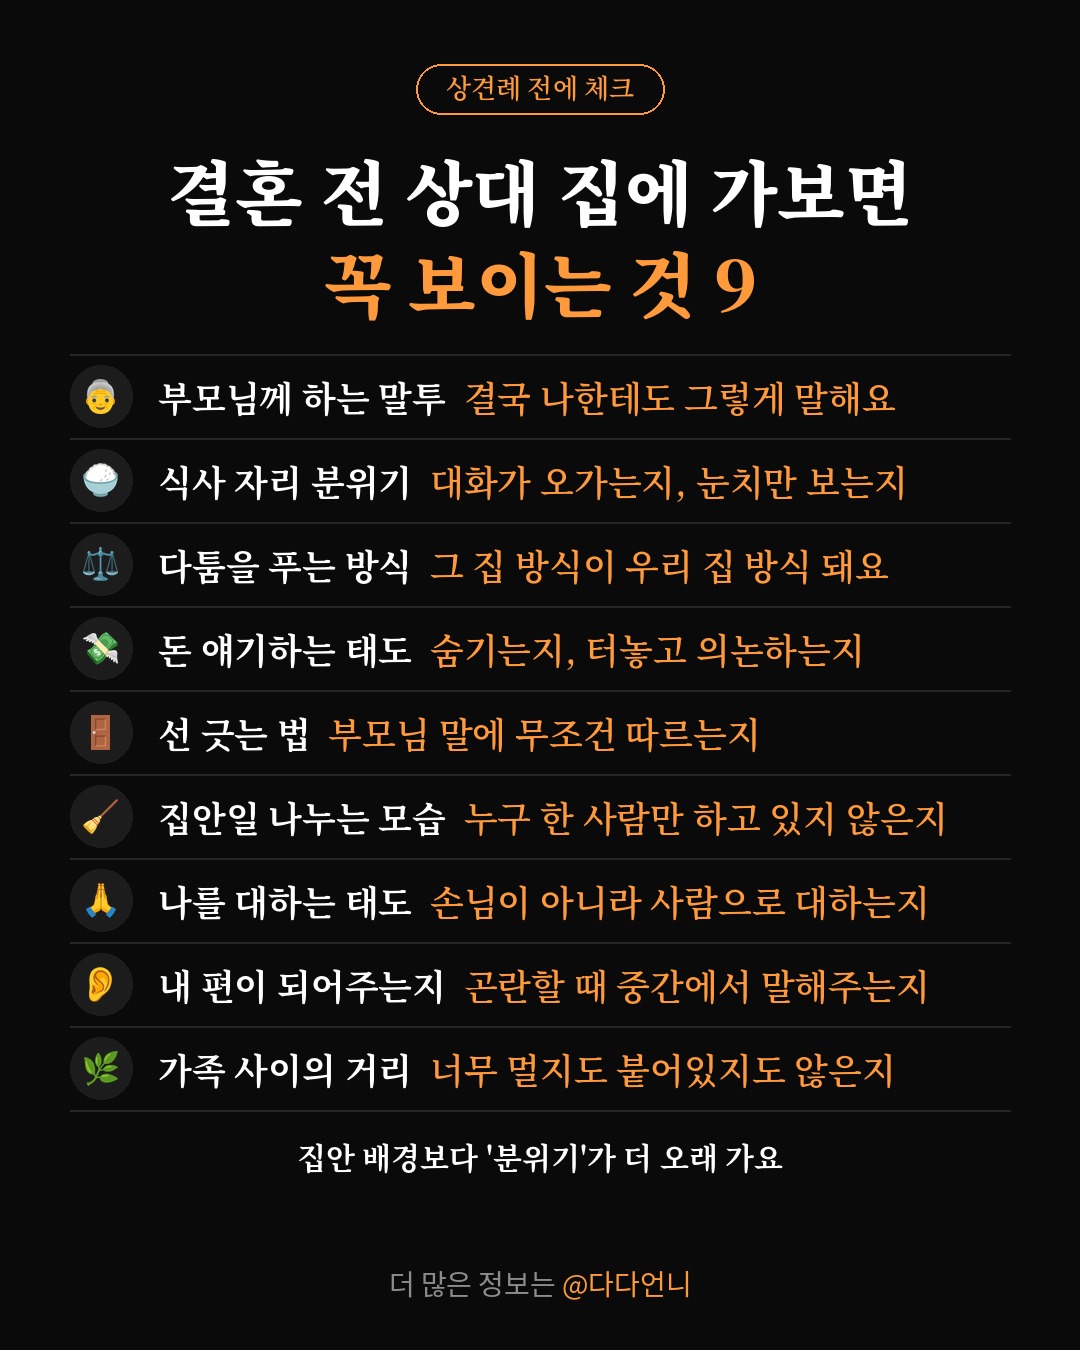 상견례 전에 체크
결혼 전 상대 집에 가보면
꼭 보이는 것 9
부모님께 하는 말투 결국 나한테도 그렇게 말해요
식사 자리 분위기 대화가 오가는지, 눈치만 보는지
다툼을 푸는 방식 그 집 방식이 우리 집 방식 돼요
돈 얘기하는 태도 숨기는지, 터놓고 의논하는지
선 긋는 법 부모님 말에 무조건 따르는지
집안일 나누는 모습 누구 한 사람만 하고 있지 않은지
나를 대하는 태도 손님이 아니라 사람으로 대하는지
내 편이 되어주는지 곤란할 때 중간에서 말해주는지
가족 사이의 거리 너무 멀지도 붙어있지도 않은지
집안 배경보다 '분위기'가 더 오래 가요
더 많은 정보는 @다다언니